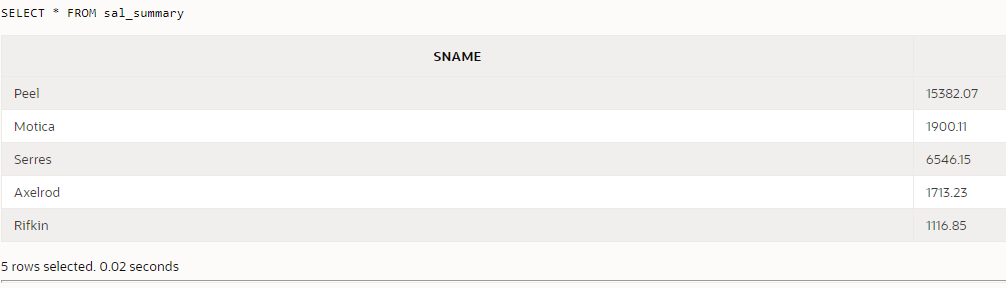 SELECT * FROM sal_summary
SNAME
Peel 15382.07
Motica 1900.11
Serres 6546.15
Axelrod 1713.23
Rifkin 1116.85
5 rows selected. 0.02 seconds